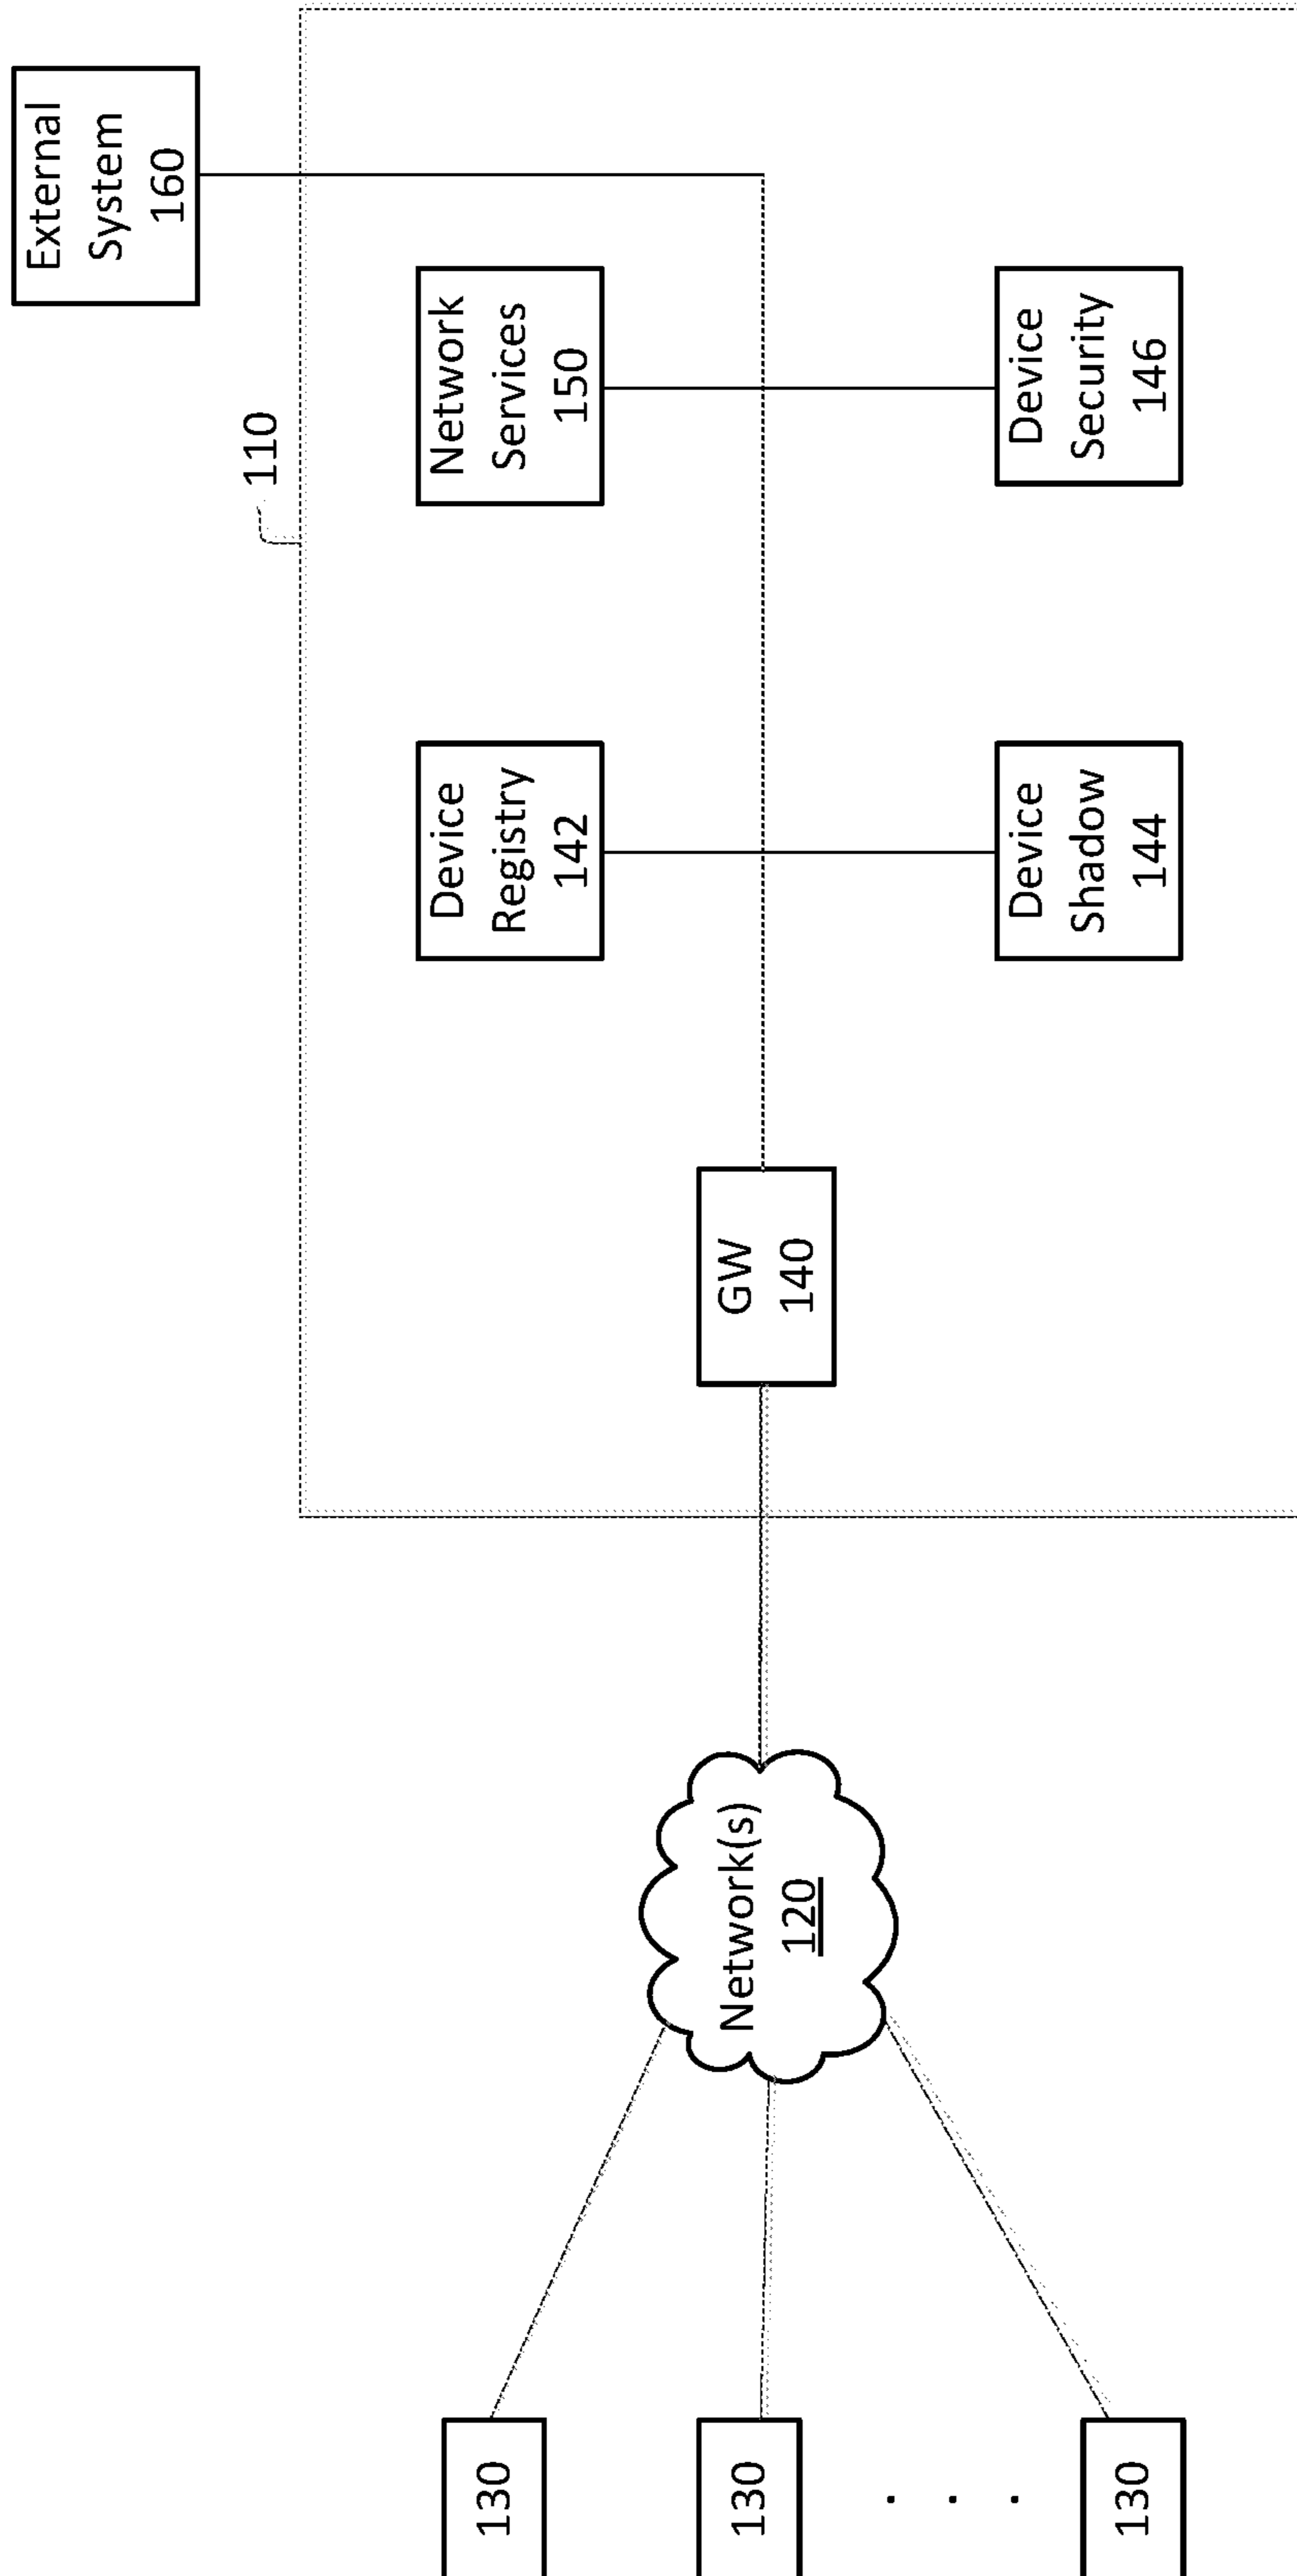 External
System
160
110
Network
Services
150
Device
Security
146
Device
Registry
142
Device
Shadow
144
GW
140
Network(s)
120
130
130
. . .
130